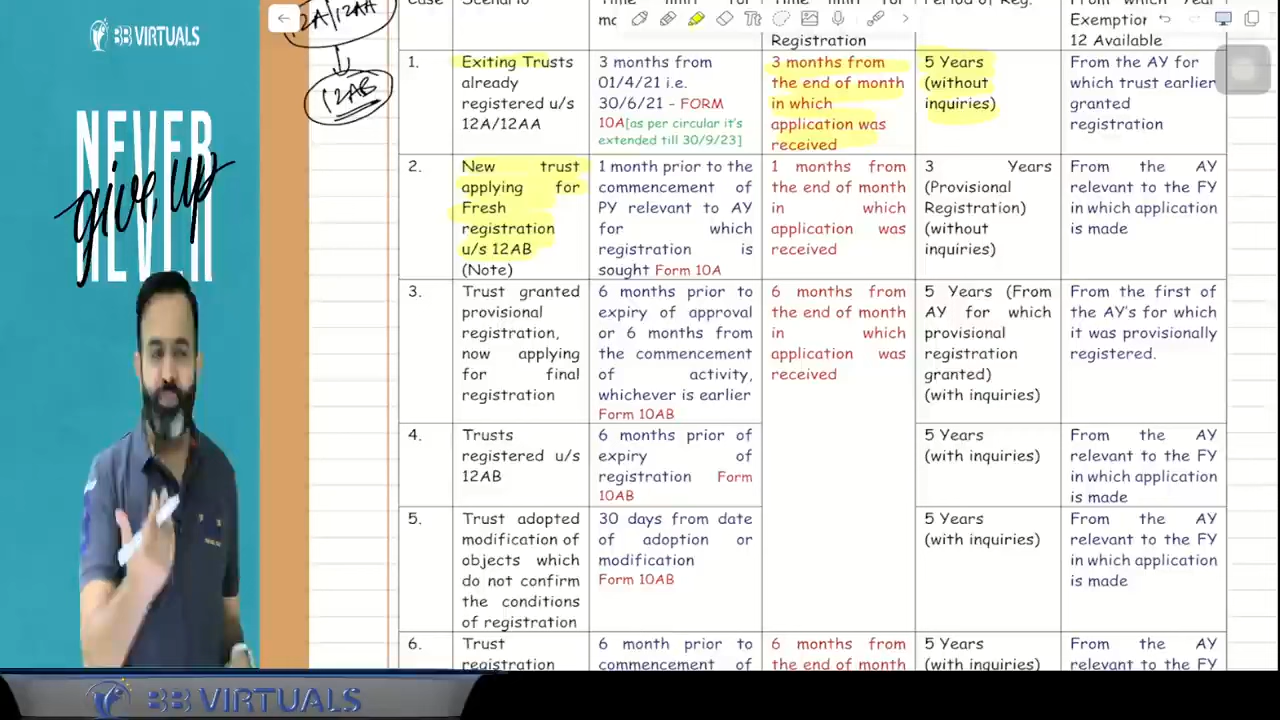 12A/12AA
12AB
BB VIRTUALS
NEVER
give up
NEVER
Case
Scenario
Registration
Period of Reg.
From which Year
Exemption
12 Available
1.
Exiting Trusts
already
registered u/s
12A/12AA
3 months from
01/4/21 i.e.
30/6/21 – FORM
10A[as per circular it's
extended till 30/9/23]
3 months from
the end of month
in which
application was
received
5 Years
(without
inquiries)
From the AY for
which trust earlier
granted
registration
2.
New trust
applying for
Fresh
registration
u/s 12AB
(Note)
1 month prior to the
commencement of
PY relevant to AY
for which
registration is
sought Form 10A
1 months from
the end of month
in which
application was
received
3 Years
(Provisional
Registration)
(without
inquiries)
From the AY
relevant to the FY
in which application
is made
3.
Trust granted
provisional
registration,
now applying
for final
registration
6 months prior to
expiry of approval
or 6 months from
the commencement
of activity,
whichever is earlier
Form 10AB
6 months from
the end of month
in which
application was
received
5 Years (From
AY for which
provisional
registration
granted)
(with inquiries)
From the first of
the AY's for which
it was provisionally
registered.
4.
Trusts
registered u/s
12AB
6 months prior of
expiry of
registration Form
10AB
5 Years
(with inquiries)
From the AY
relevant to the FY
in which application
is made
5.
Trust adopted
modification of
objects which
do not confirm
the conditions
of registration
30 days from date
of adoption or
modification
Form 10AB
5 Years
(with inquiries)
From the AY
relevant to the FY
in which application
is made
6.
Trust
registration
6 month prior to
commencement of
6 months from
the end of month
5 Years
(with inquiries)
From the AY
relevant to the FY
BB VIRTUALS